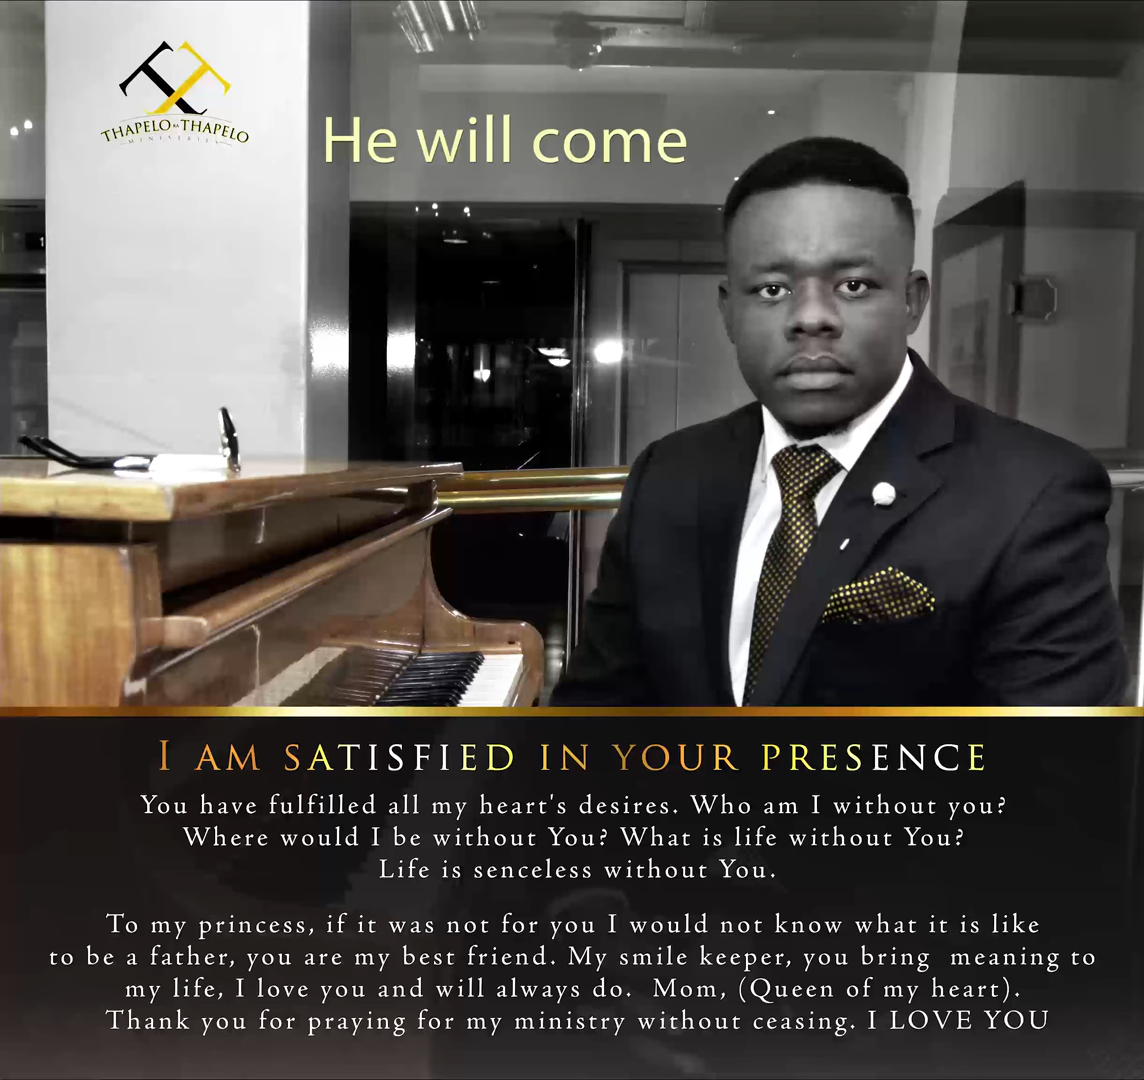 THAPELO RA THAPELO
MINISTRIES
He will come
I AM SATISFIED IN YOUR PRESENCE
You have fulfilled all my heart's desires. Who am I without you?
Where would I be without You? What is life without You?
Life is senceless without You.
To my princess, if it was not for you I would not know what it is like
to be a father, you are my best friend. My smile keeper, you bring  meaning to
my life, I love you and will always do.  Mom, (Queen of my heart).
Thank you for praying for my ministry without ceasing. I LOVE YOU